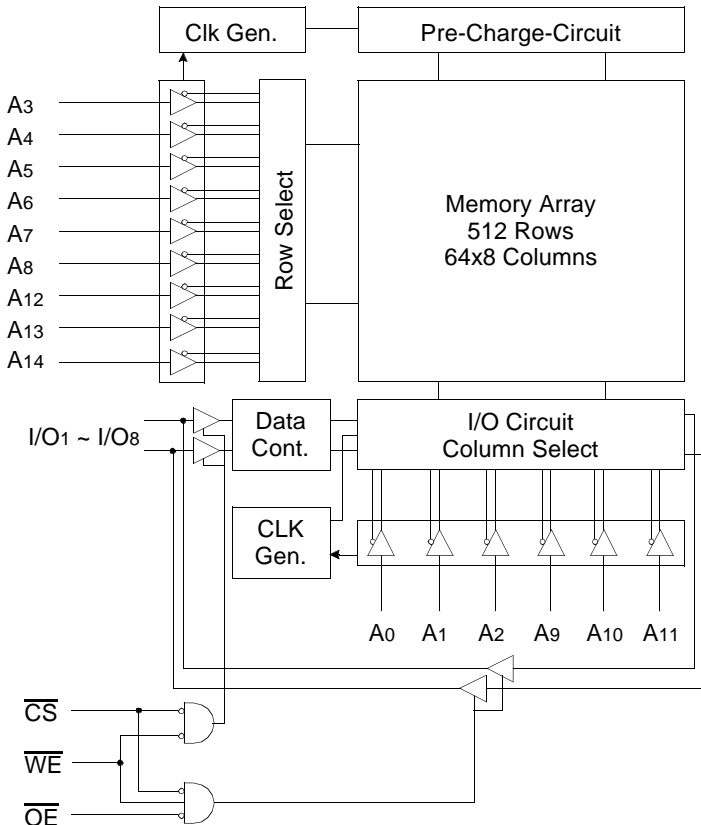 Clk Gen.
Pre-Charge-Circuit
A3
A4
A5
A6
A7
A8
A12
A13
A14
Row Select
Memory Array
512 Rows
64x8 Columns
I/O1 ~ I/O8
Data
Cont.
I/O Circuit
Column Select
CLK
Gen.
A0 A1 A2 A9 A10 A11
CS
WE
OE